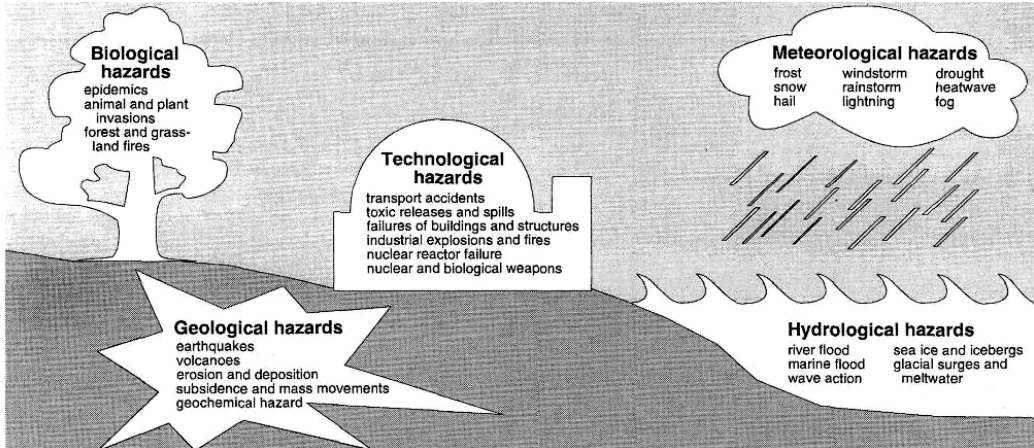 Biological
hazards
epidemics
animal and plant
invasions
forest and grass-
land fires
Meteorological hazards
frost windstorm drought
snow rainstorm heatwave
hail lightning fog
Technological
hazards
transport accidents
toxic releases and spills
failures of buildings and structures
industrial explosions and fires
nuclear reactor failure
nuclear and biological weapons
Geological hazards
earthquakes
volcanoes
erosion and deposition
subsidence and mass movements
geochemical hazard
Hydrological hazards
river flood sea ice and icebergs
marine flood glacial surges and
wave action meltwater